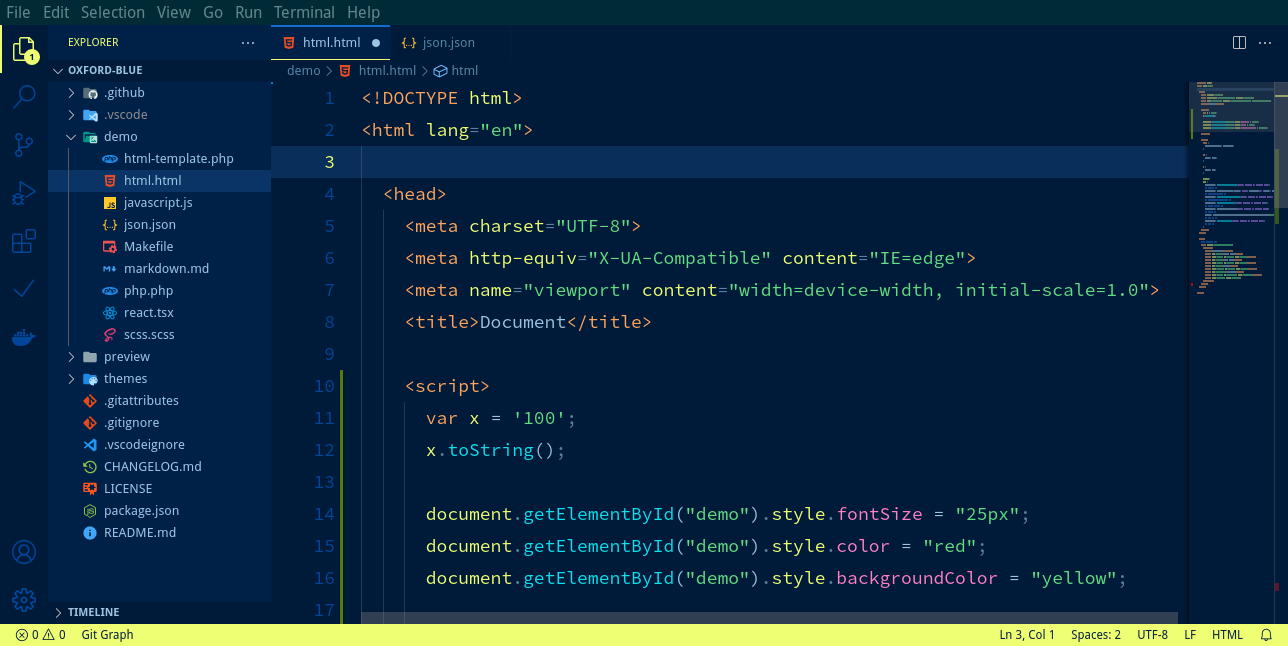 File Edit Selection View Go Run Terminal Help
EXPLORER
html.html
{..} json.json
1
OXFORD-BLUE
demo > html.html > html
.github
.vscode
demo
html-template.php
html.html
javascript.js
json.json
Makefile
markdown.md
php.php
react.tsx
scss.scss
preview
themes
.gitattributes
.gitignore
.vscodeignore
CHANGELOG.md
LICENSE
package.json
README.md
TIMELINE
1 <!DOCTYPE html>
2 <html lang="en">
3
4 <head>
5 <meta charset="UTF-8">
6 <meta http-equiv="X-UA-Compatible" content="IE=edge">
7 <meta name="viewport" content="width=device-width, initial-scale=1.0">
8 <title>Document</title>
9
10 <script>
11 var x = '100';
12 x.toString();
13
14 document.getElementById("demo").style.fontSize = "25px";
15 document.getElementById("demo").style.color = "red";
16 document.getElementById("demo").style.backgroundColor = "yellow";
17
0 0 Git Graph
Ln 3, Col 1 Spaces: 2 UTF-8 LF HTML